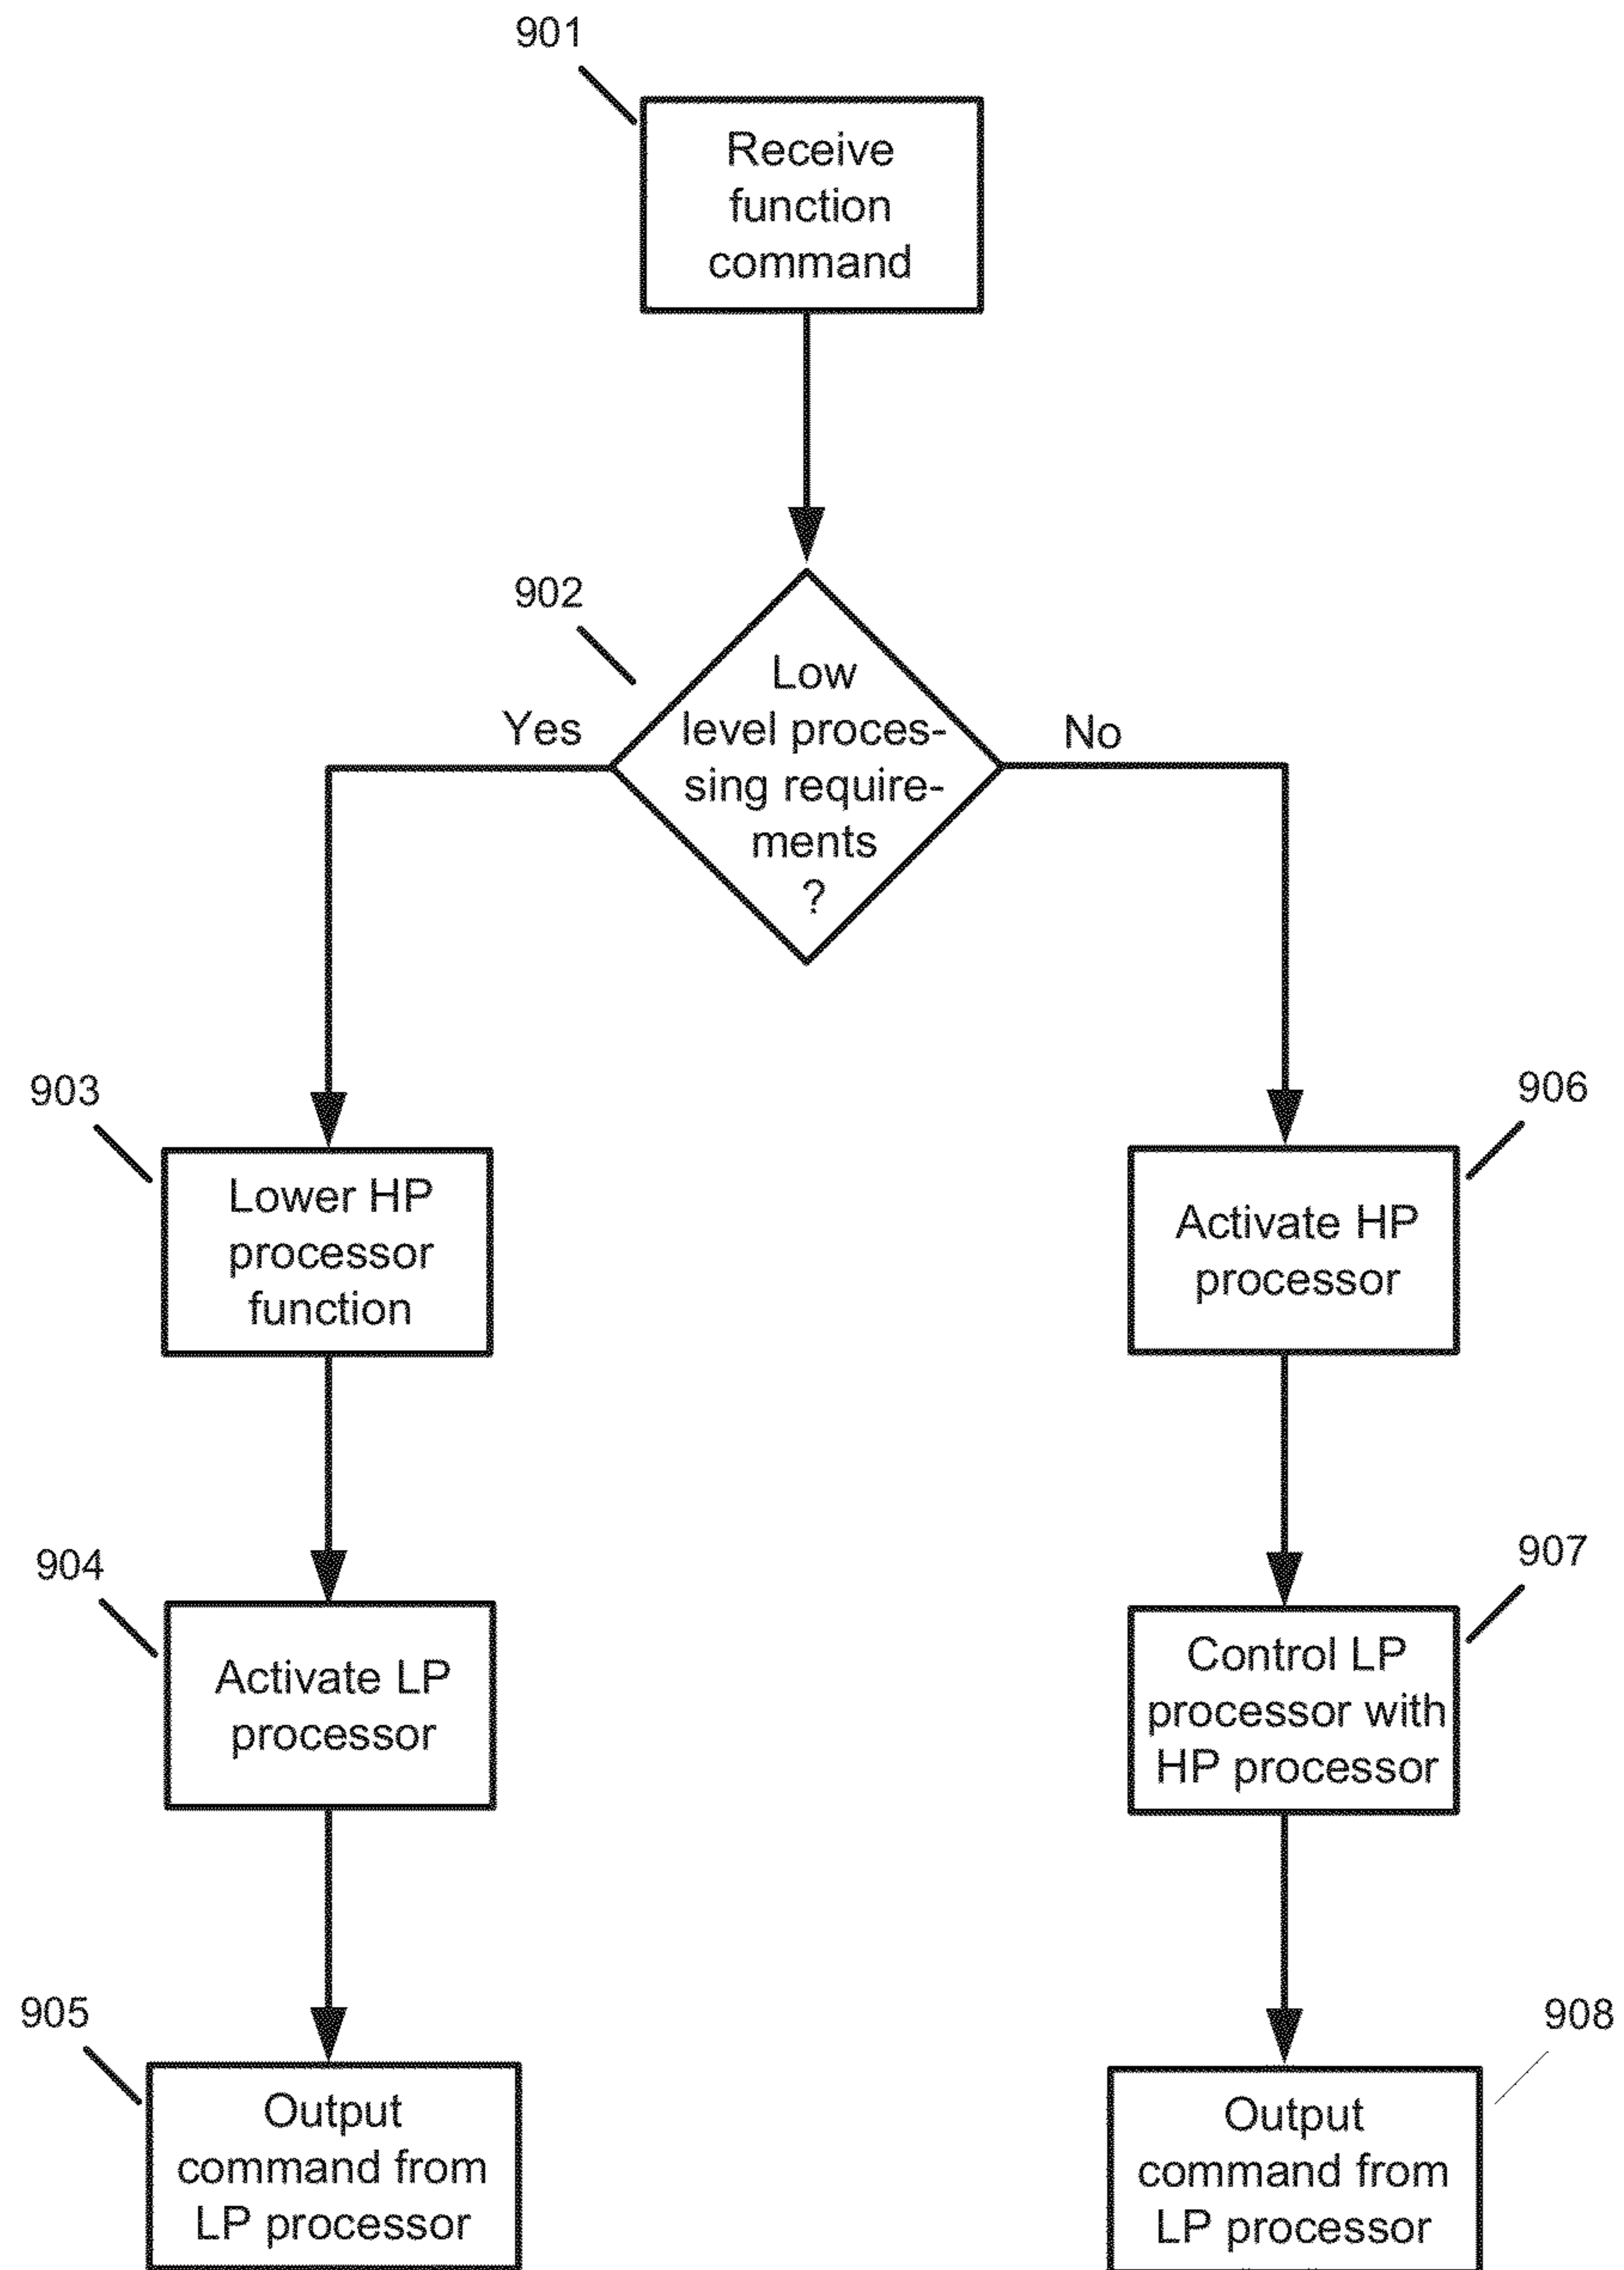 901
Receive
function
command
902
Low
level proces-
sing require-
ments
?
Yes
No
903
Lower HP
processor
function
906
Activate HP
processor
904
Activate LP
processor
907
Control LP
processor with
HP processor
905
Output
command from
LP processor
908
Output
command from
LP processor